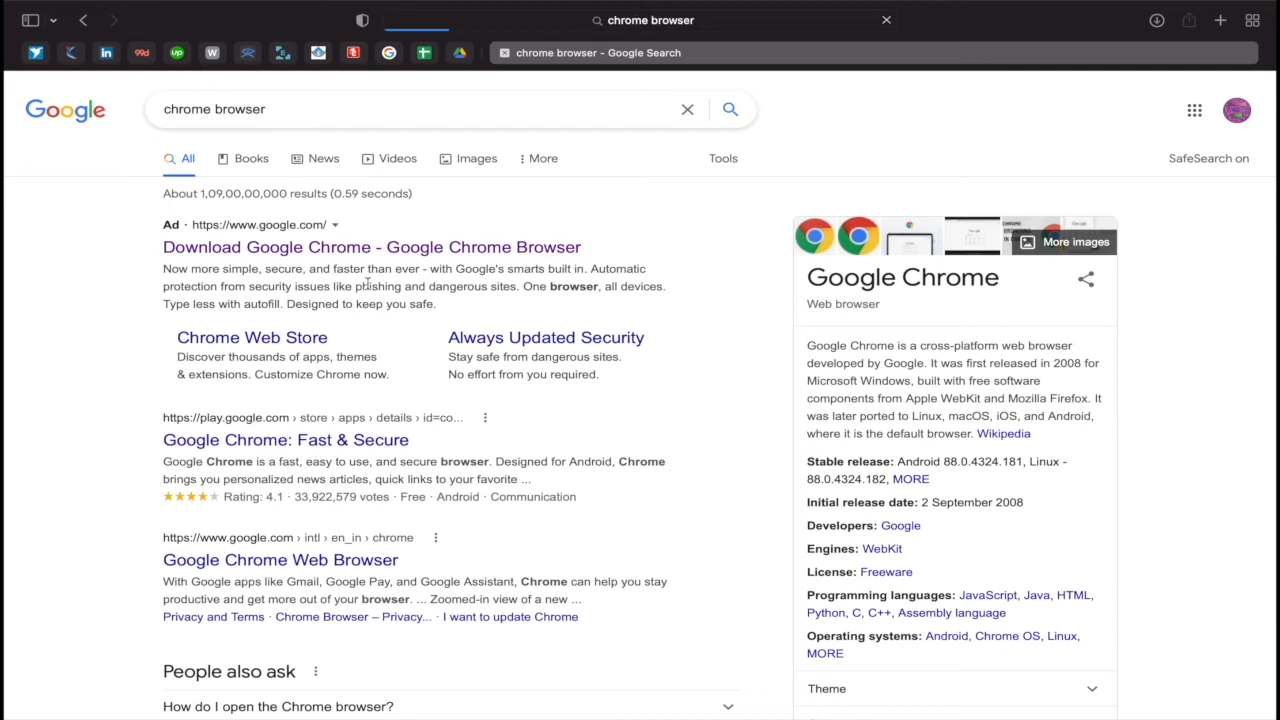 chrome browser
99d
up
W
chrome browser - Google Search
Google
chrome browser
All
Books
News
Videos
Images
More
Tools
SafeSearch on
About 1,09,00,00,000 results (0.59 seconds)
Ad · https://www.google.com/
Download Google Chrome - Google Chrome Browser
Now more simple, secure, and faster than ever - with Google's smarts built in. Automatic
protection from security issues like phishing and dangerous sites. One browser, all devices.
Type less with autofill. Designed to keep you safe.
Chrome Web Store
Discover thousands of apps, themes
& extensions. Customize Chrome now.
Always Updated Security
Stay safe from dangerous sites.
No effort from you required.
https://play.google.com › store › apps › details › id=co...
Google Chrome: Fast & Secure
Google Chrome is a fast, easy to use, and secure browser. Designed for Android, Chrome
brings you personalized news articles, quick links to your favorite ...
Rating: 4.1 · 33,922,579 votes · Free · Android · Communication
https://www.google.com › intl › en_in › chrome
Google Chrome Web Browser
With Google apps like Gmail, Google Pay, and Google Assistant, Chrome can help you stay
productive and get more out of your browser. ... Zoomed-in view of a new ...
Privacy and Terms · Chrome Browser – Privacy... · I want to update Chrome
People also ask
How do I open the Chrome browser?
More images
Google Chrome
Web browser
Google Chrome is a cross-platform web browser
developed by Google. It was first released in 2008 for
Microsoft Windows, built with free software
components from Apple WebKit and Mozilla Firefox. It
was later ported to Linux, macOS, iOS, and Android,
where it is the default browser. Wikipedia
Stable release: Android 88.0.4324.181, Linux -
88.0.4324.182, MORE
Initial release date: 2 September 2008
Developers: Google
Engines: WebKit
License: Freeware
Programming languages: JavaScript, Java, HTML,
Python, C, C++, Assembly language
Operating systems: Android, Chrome OS, Linux,
MORE
Theme